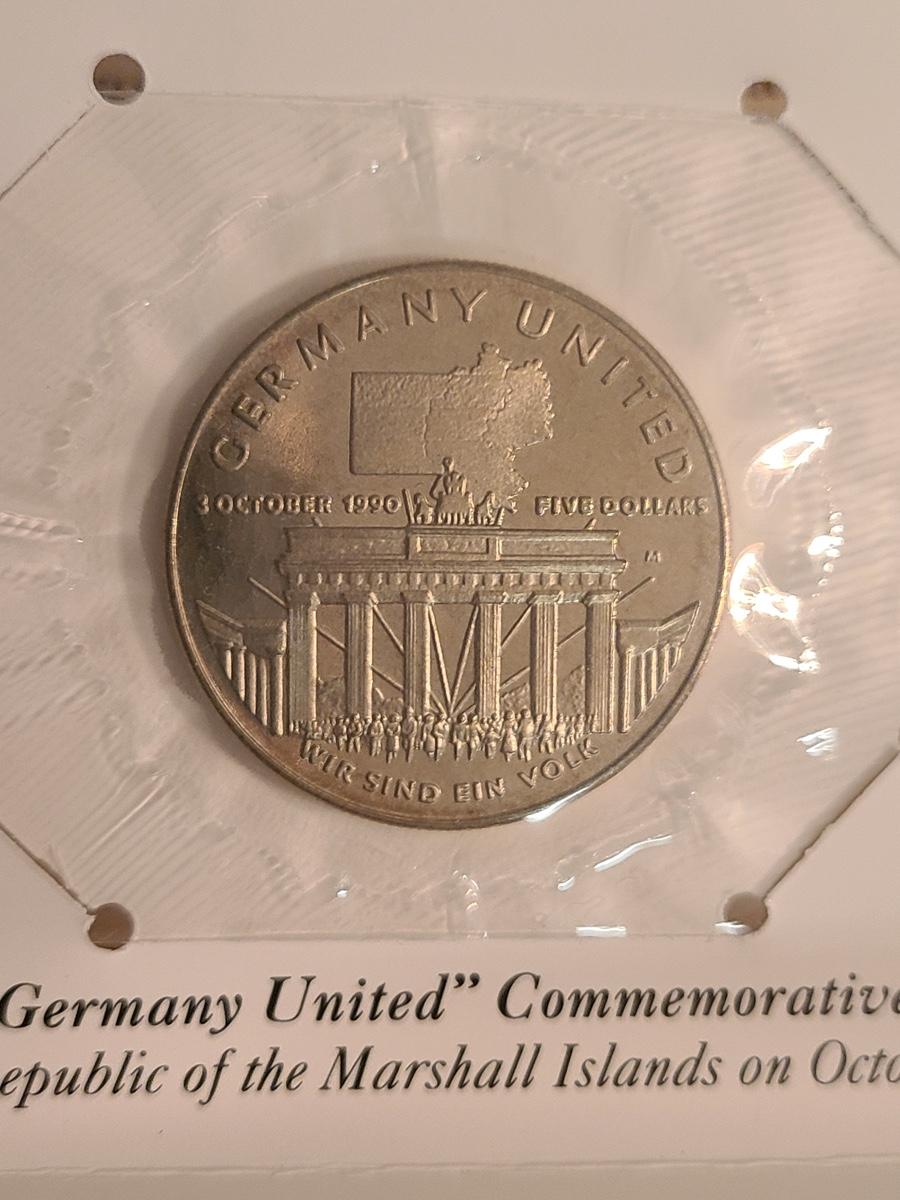 GERMANY UNITED
3 OCTOBER 1990 FIVE DOLLARS
M
WIR SIND EIN VOLK
Germany United” Commemorative
epublic of the Marshall Islands on Octo